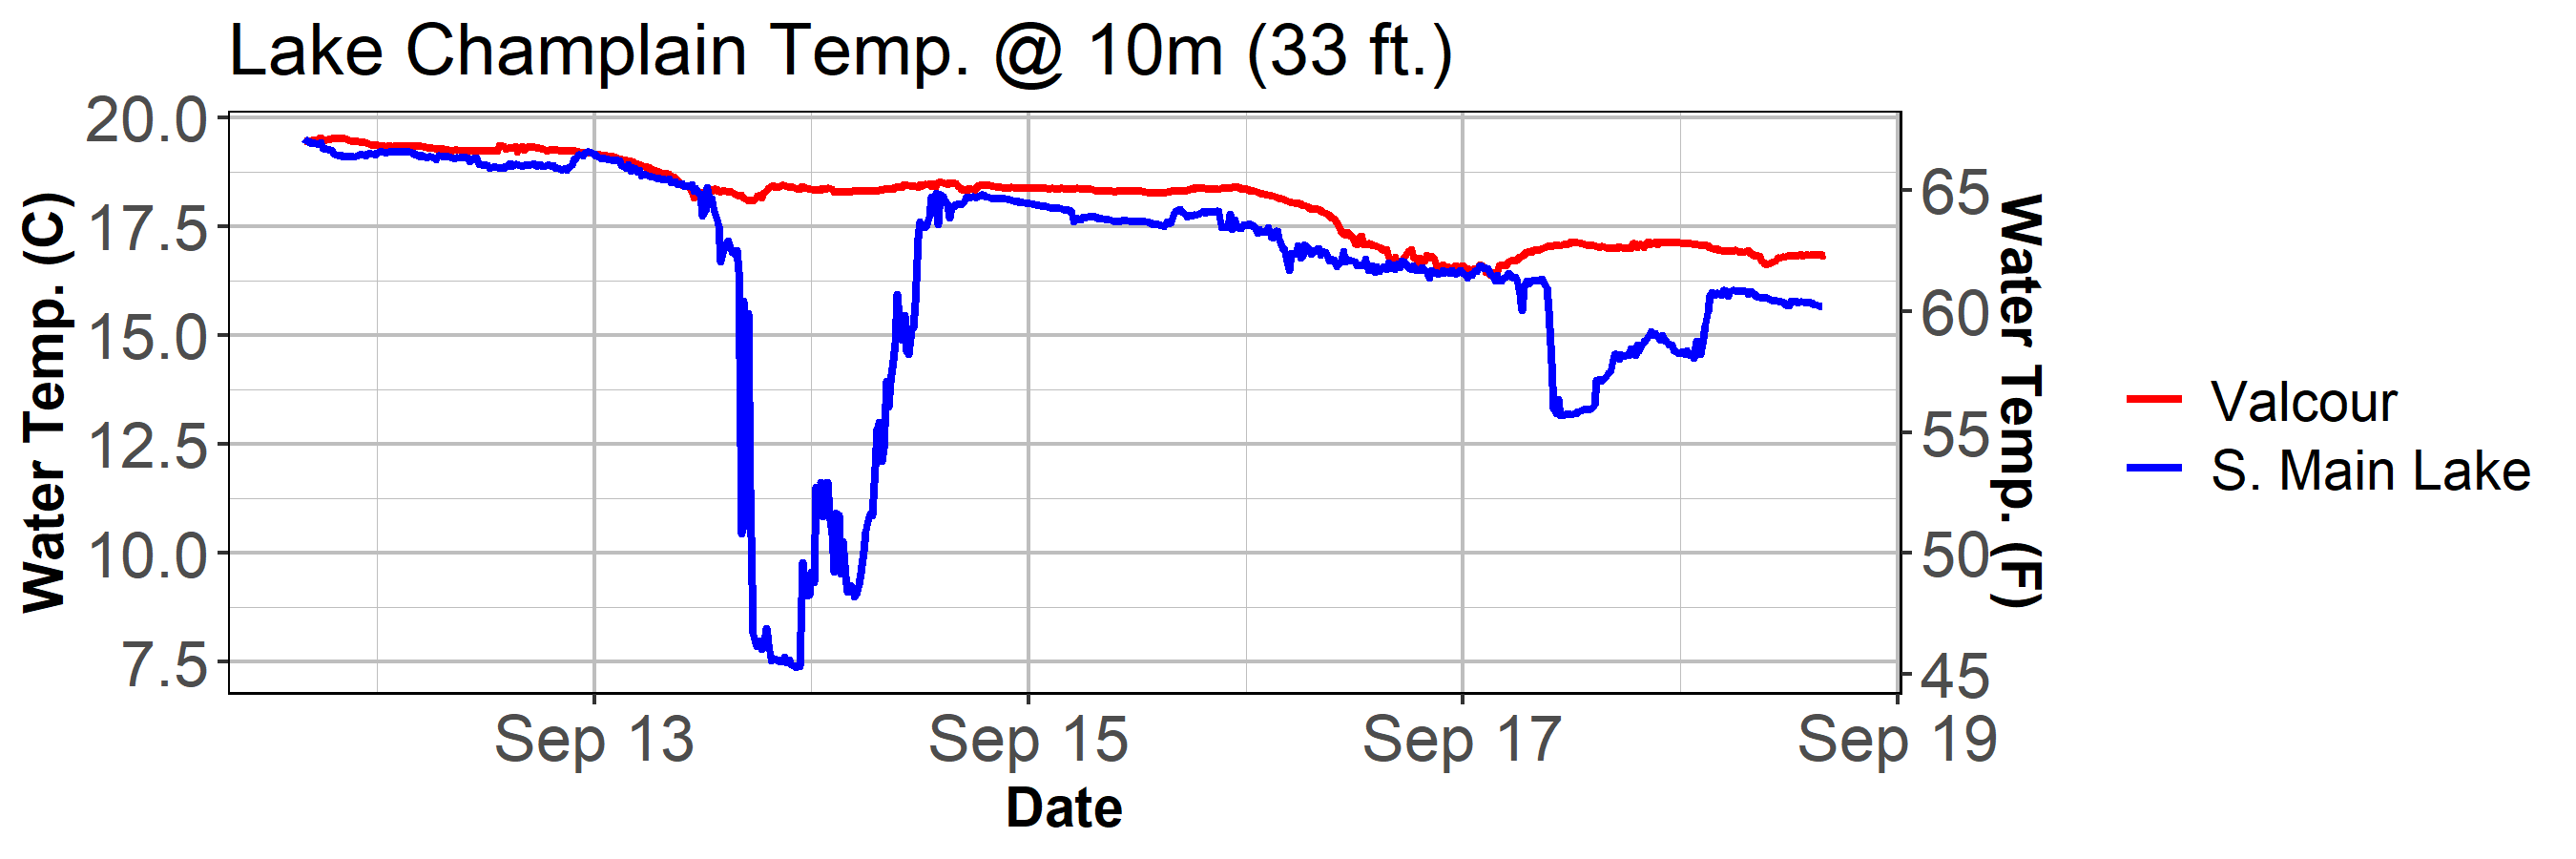 Lake Champlain Temp. @ 10m (33 ft.)
Water Temp. (C)
20.0
17.5
15.0
12.5
10.0
7.5
65
60
55
50
45
Water Temp. (F)
Sep 13
Sep 15
Sep 17
Sep 19
Date
Valcour
S. Main Lake